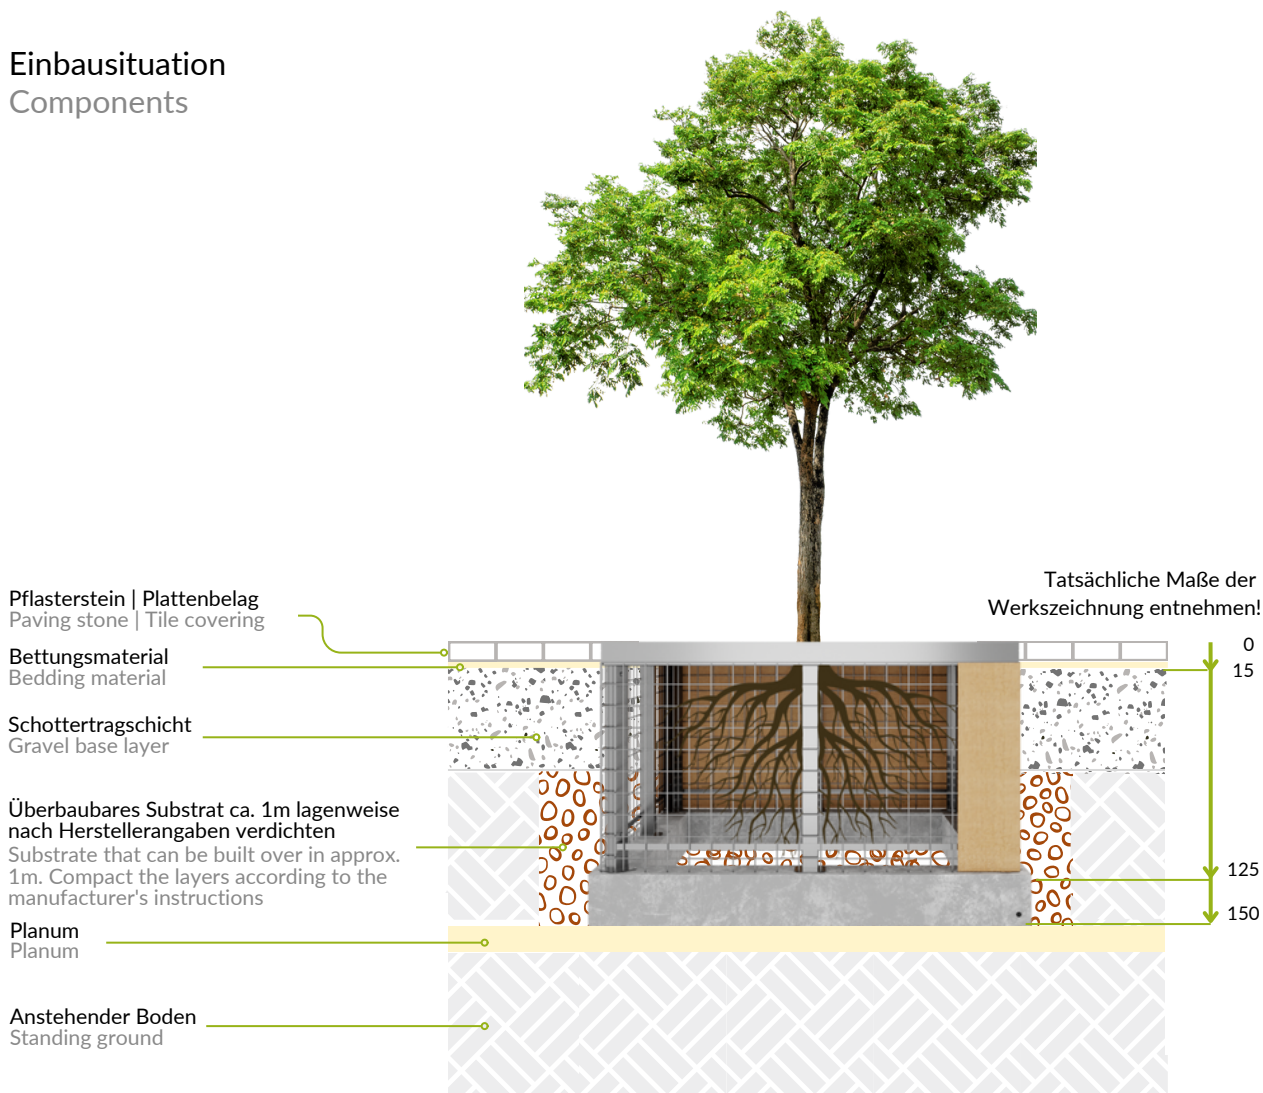 Einbausituation
Components
Pflasterstein | Plattenbelag
Paving stone | Tile covering
Bettungsmaterial
Bedding material
Schottertragschicht
Gravel base layer
Überbaubares Substrat ca. 1m lagenweise
nach Herstellerangaben verdichten
Substrate that can be built over in approx.
1m. Compact the layers according to the
manufacturer's instructions
Planum
Planum
Anstehender Boden
Standing ground
Tatsächliche Maße der
Werkszeichnung entnehmen!
0
15
125
150